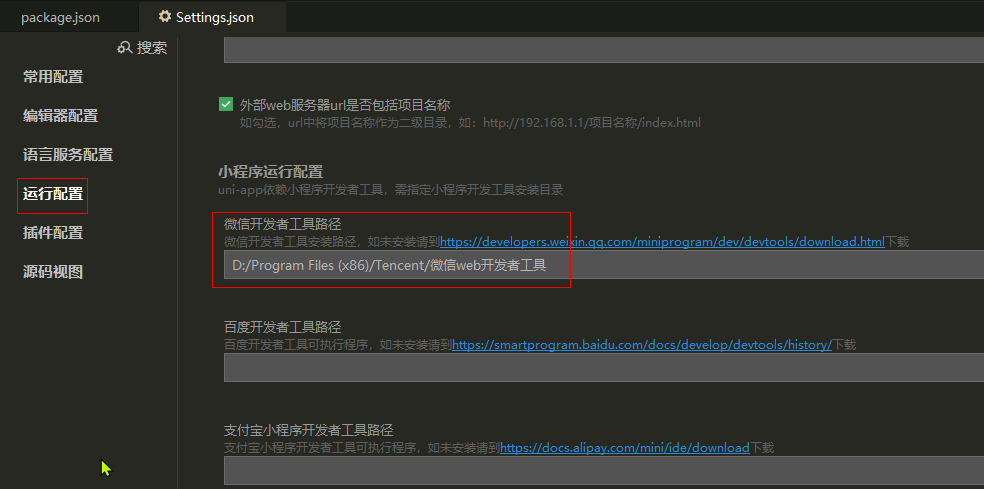 package.json
Settings.json
搜索
常用配置
编辑器配置
语言服务配置
运行配置
插件配置
源码视图
外部web服务器url是否包括项目名称
如勾选，url中将项目名称作为二级目录，如：http://192.168.1.1/项目名称/index.html
小程序运行配置
uni-app依赖小程序开发者工具，需指定小程序开发工具安装目录
微信开发者工具路径
微信开发者工具安装路径，如未安装请到https://developers.weixin.qq.com/miniprogram/dev/devtools/download.html下载
D:/Program Files (x86)/Tencent/微信web开发者工具
百度开发者工具路径
百度开发者工具可执行程序，如未安装请到https://smartprogram.baidu.com/docs/develop/devtools/history/下载
支付宝小程序开发者工具路径
支付宝小程序开发者工具可执行程序，如未安装请到https://docs.alipay.com/mini/ide/download下载